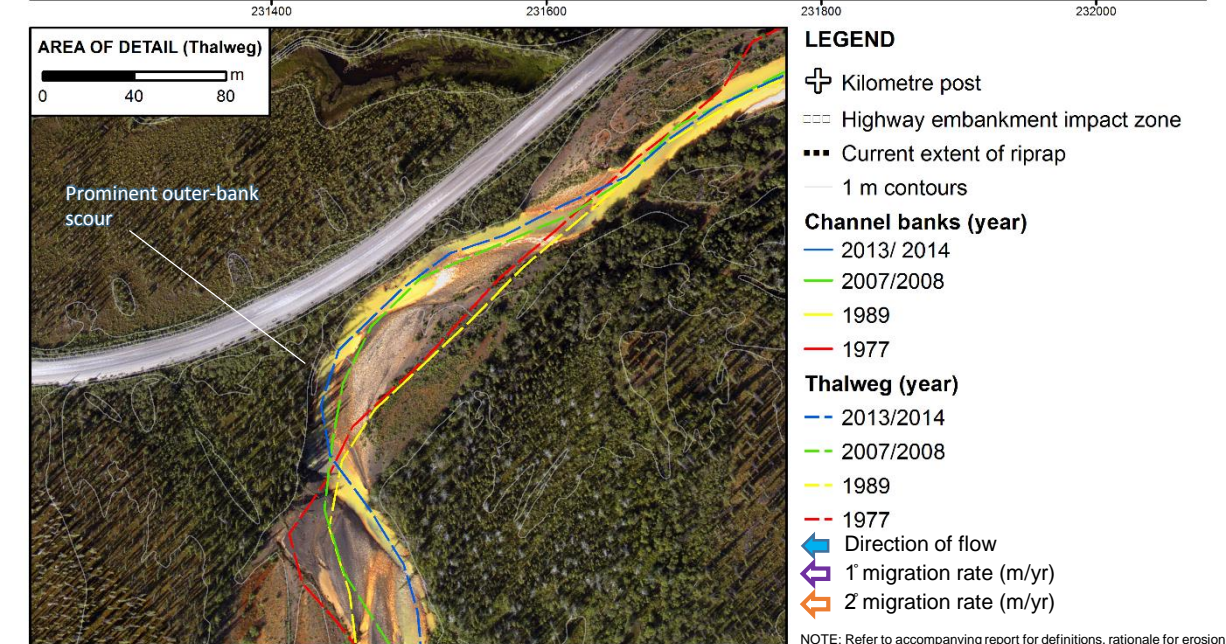 231400
231600
231800
232000
AREA OF DETAIL (Thalweg)
m
0
40
80
Prominent outer-bank
scour
LEGEND
Kilometre post
Highway embankment impact zone
Current extent of riprap
1 m contours
Channel banks (year)
2013/ 2014
2007/2008
1989
1977
Thalweg (year)
2013/2014
2007/2008
1989
1977
Direction of flow
1° migration rate (m/yr)
2° migration rate (m/yr)
NOTE: Refer to accompanying report for definitions, rationale for erosion